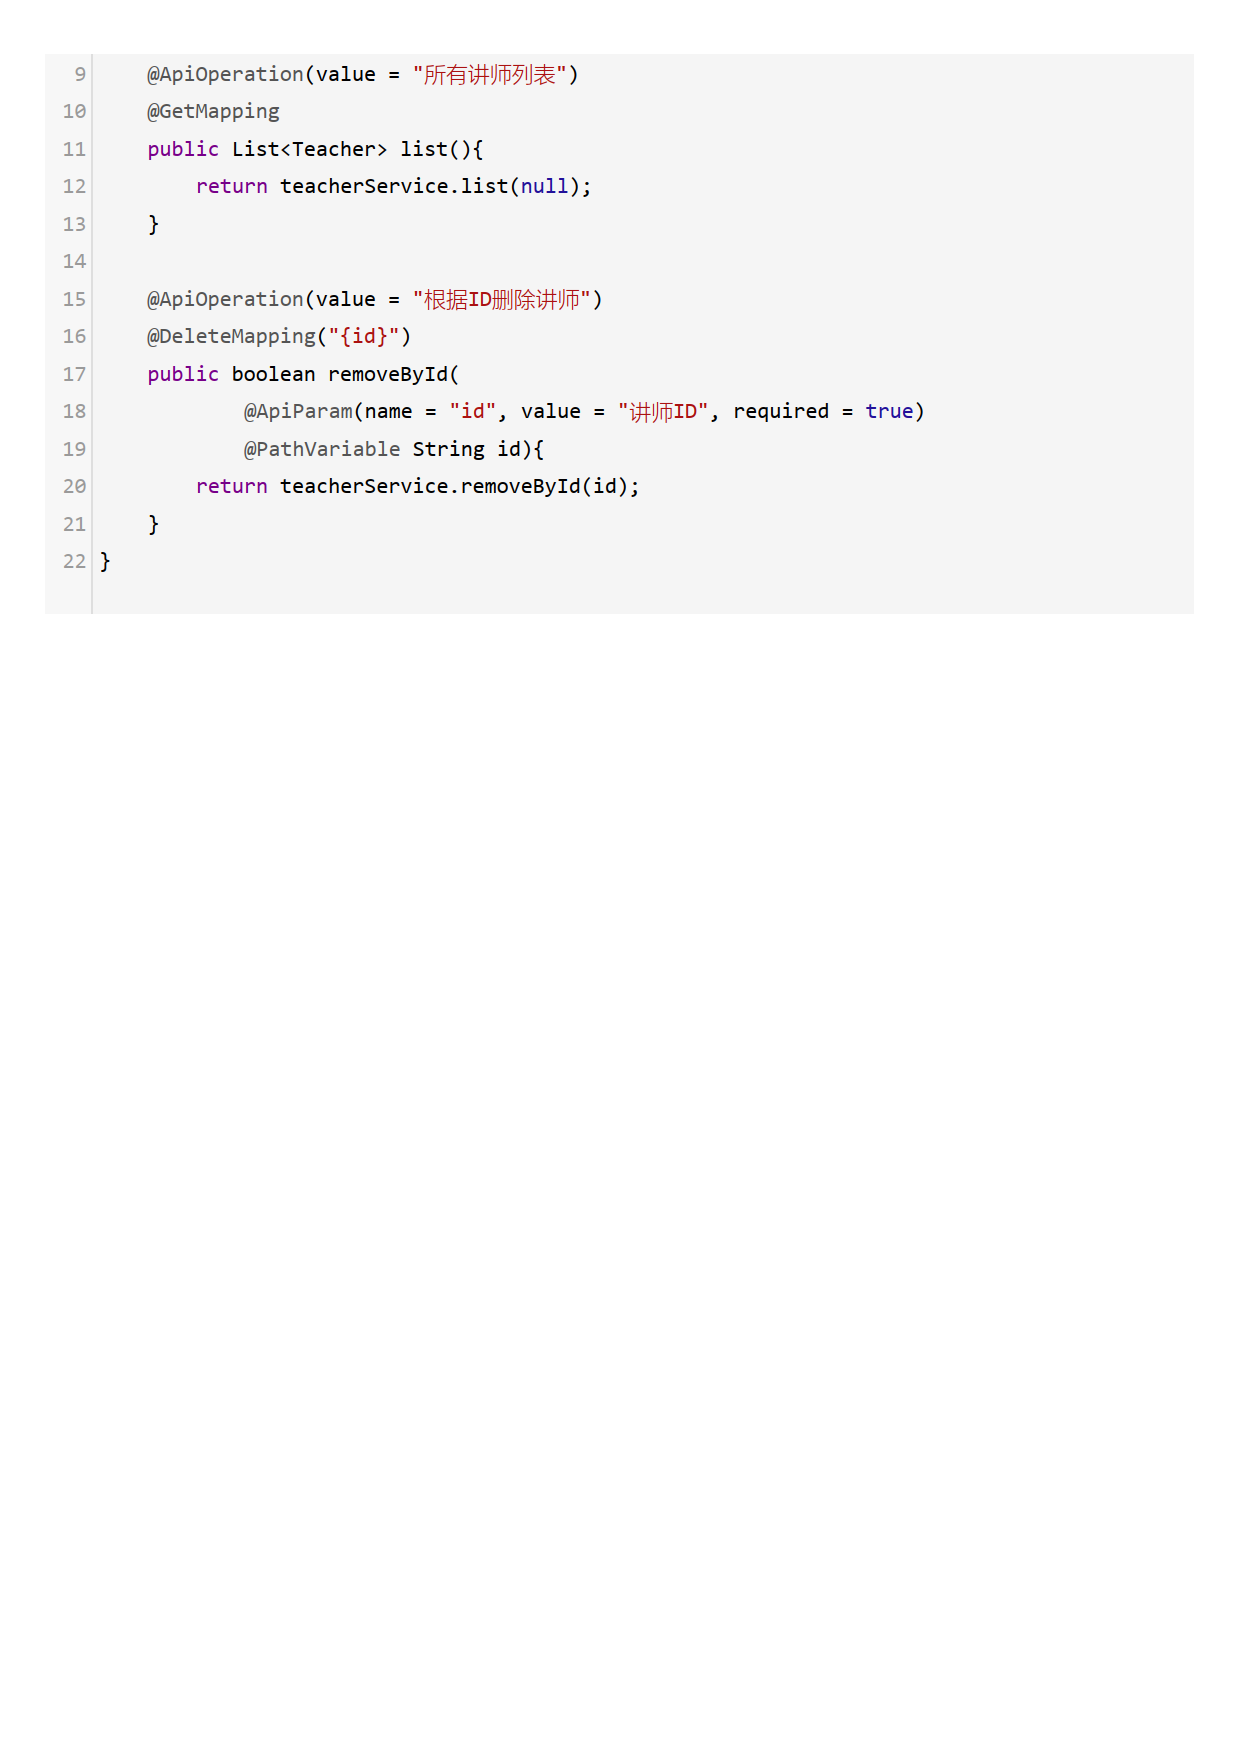 9     @ApiOperation(value = "所有讲师列表")
10     @GetMapping
11     public List<Teacher> list(){
12         return teacherService.list(null);
13     }
14
15     @ApiOperation(value = "根据ID删除讲师")
16     @DeleteMapping("{id}")
17     public boolean removeById(
18             @ApiParam(name = "id", value = "讲师ID", required = true)
19             @PathVariable String id){
20         return teacherService.removeById(id);
21     }
22 }